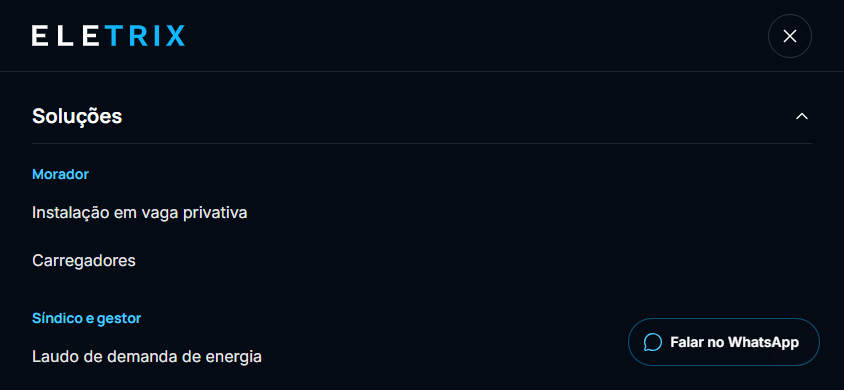 ELETRIX
Soluções
Morador
Instalação em vaga privativa
Carregadores
Síndico e gestor
Laudo de demanda de energia
Falar no WhatsApp